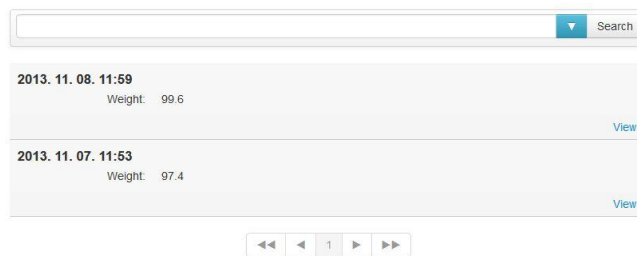 Search
2013. 11. 08. 11:59
Weight: 99.6
View
2013. 11. 07. 11:53
Weight: 97.4
View
1